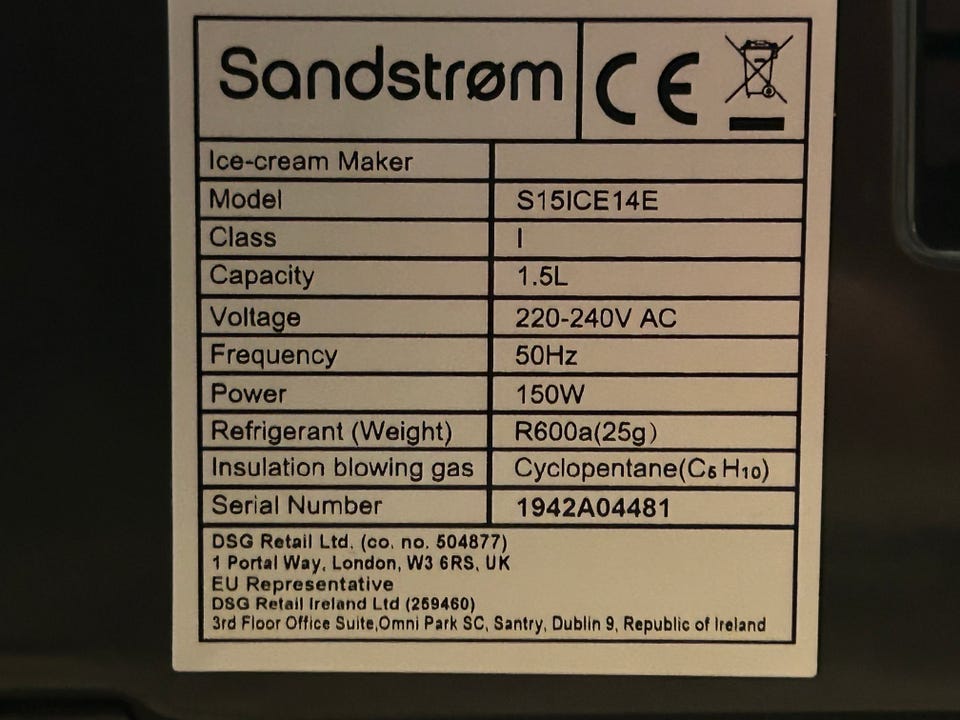 Sandstrøm CE
Ice-cream Maker
Model S15ICE14E
Class I
Capacity 1.5L
Voltage 220-240V AC
Frequency 50Hz
Power 150W
Refrigerant (Weight) R600a(25g)
Insulation blowing gas Cyclopentane(C₅ H₁₀)
Serial Number 1942A04481
DSG Retail Ltd. (co. no. 504877)
1 Portal Way, London, W3 6RS, UK
EU Representative
DSG Retail Ireland Ltd (259460)
3rd Floor Office Suite,Omni Park SC, Santry, Dublin 9, Republic of Ireland